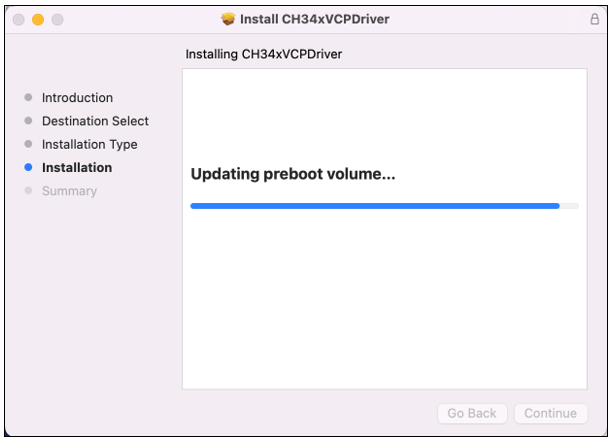 Install CH34xVCPDriver
Installing CH34xVCPDriver
Introduction
Destination Select
Installation Type
Installation
Summary
Updating preboot volume...
Go Back
Continue